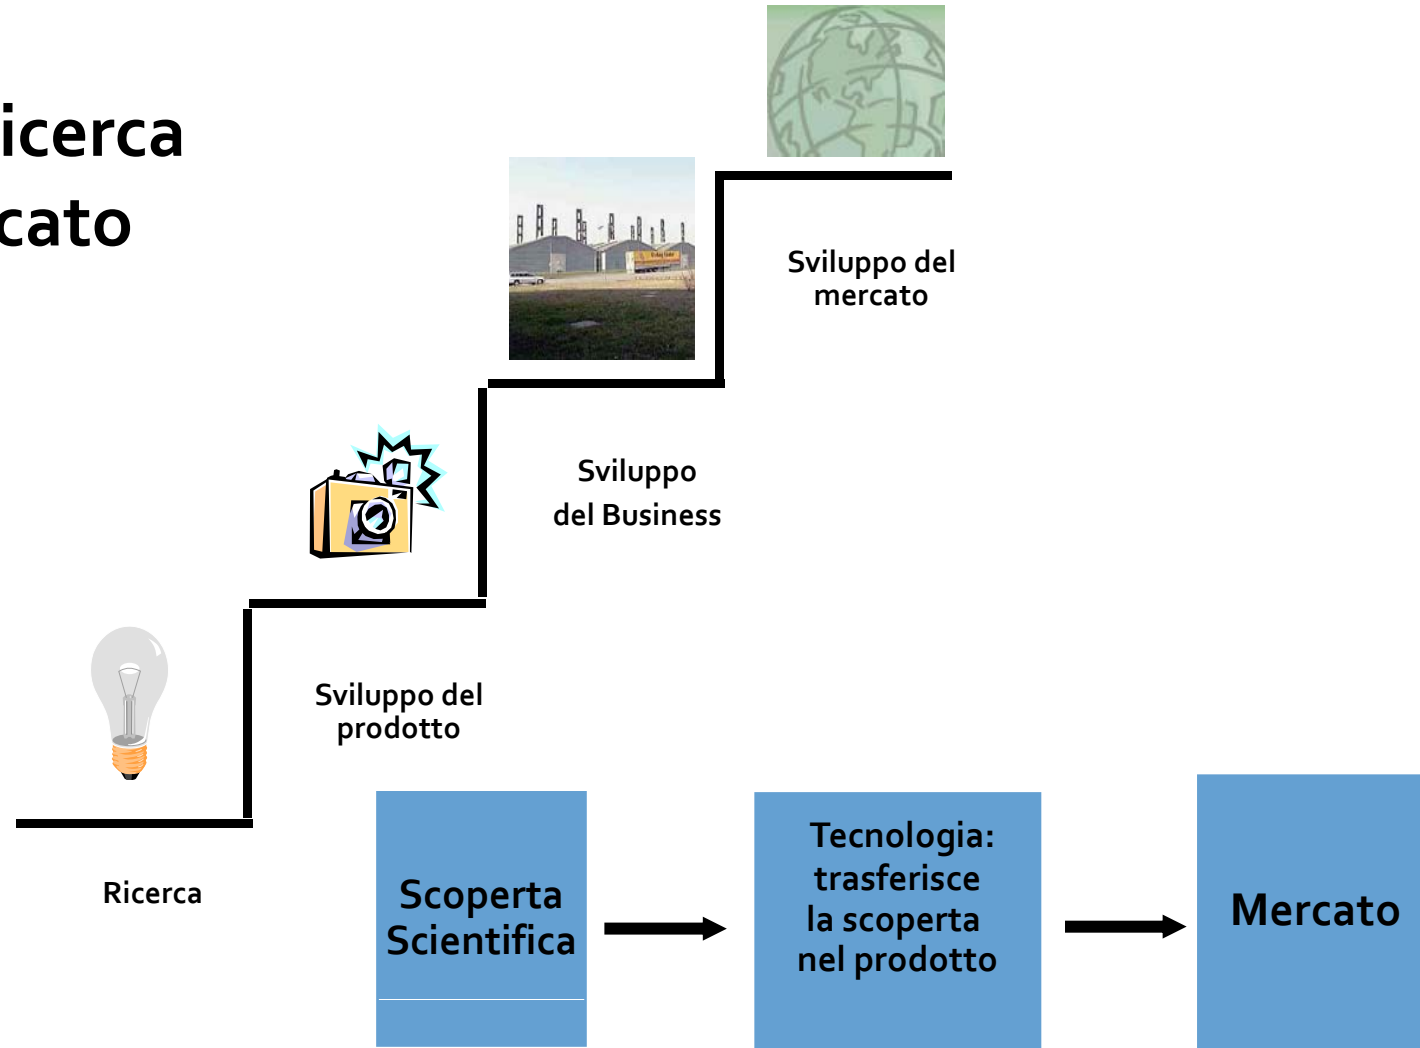 icerca
cato
Sviluppo del
mercato
Sviluppo
del Business
Sviluppo del
prodotto
Ricerca
Scoperta
Scientifica
Tecnologia:
trasferisce
la scoperta
nel prodotto
Mercato